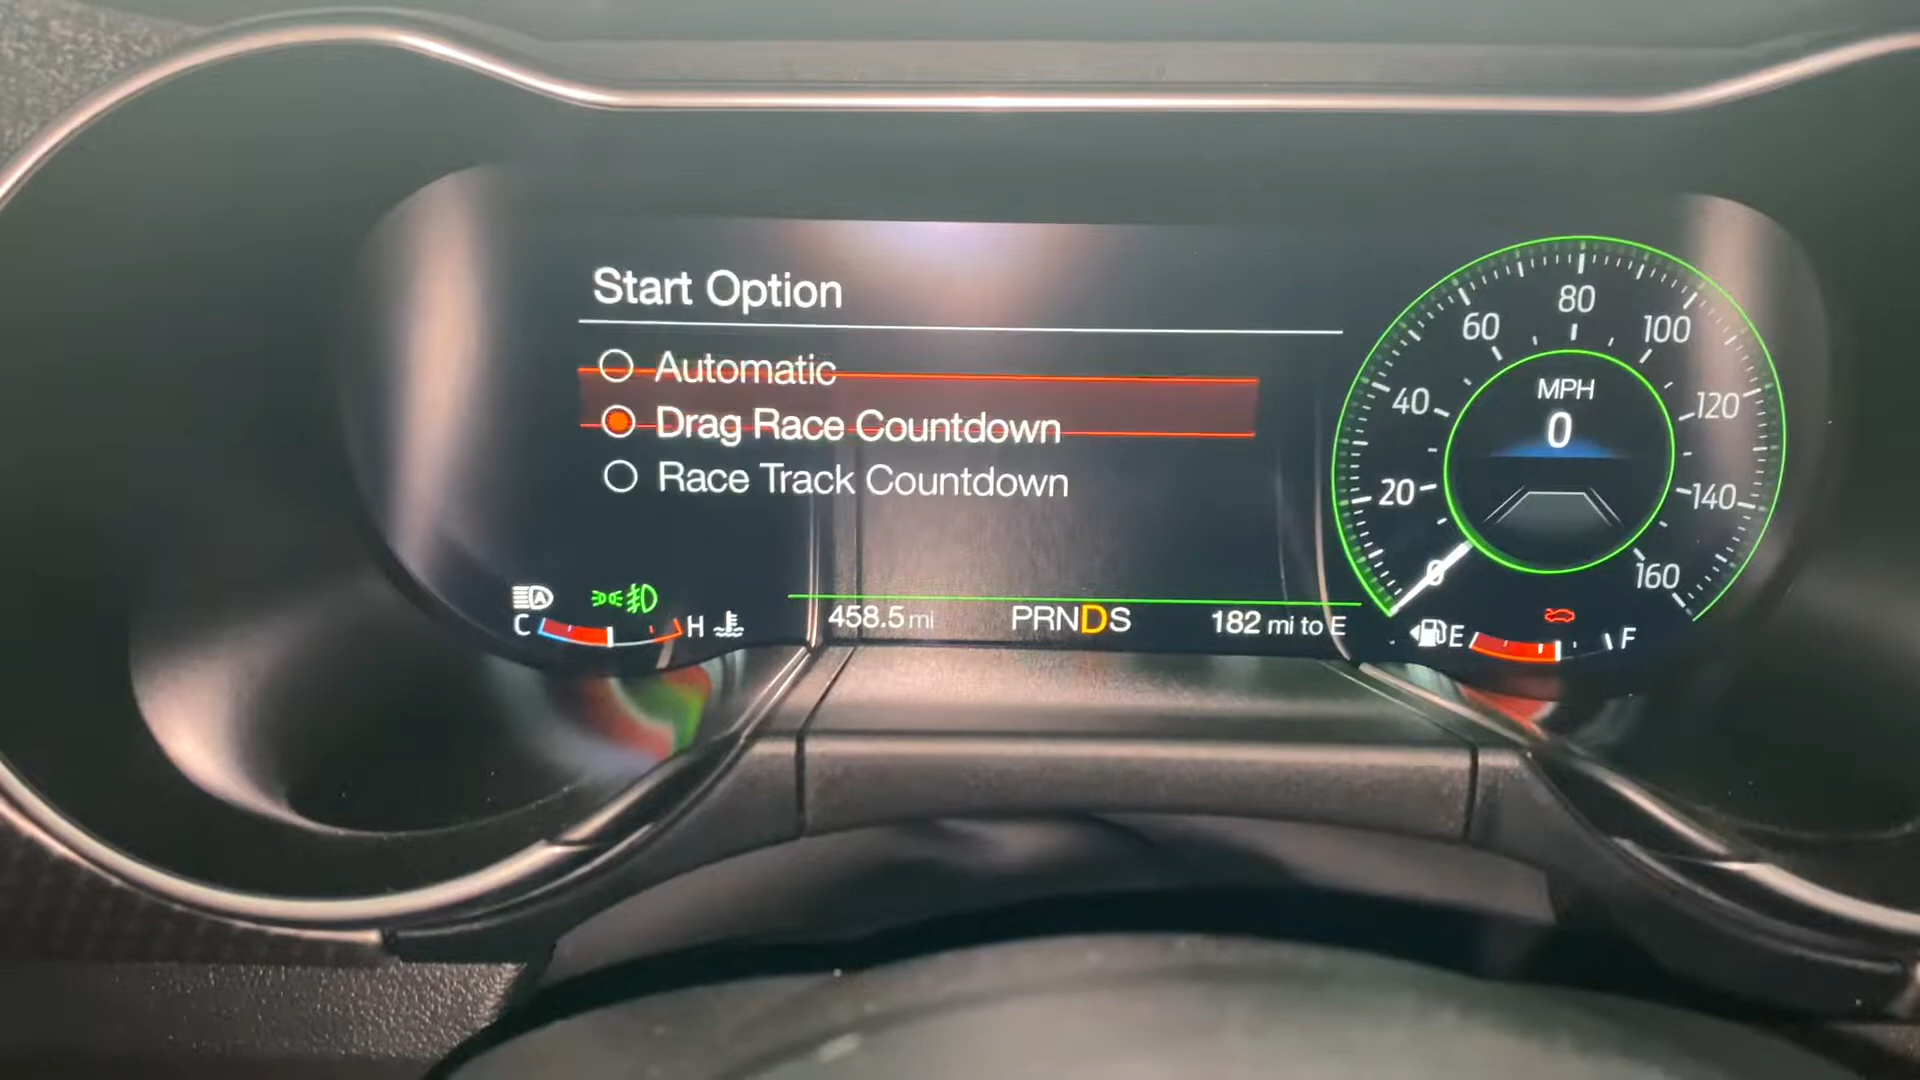 Start Option
Automatic
Drag Race Countdown
Race Track Countdown
80
60
100
MPH
40
0
120
20
140
0
160
A
C
H
458.5 mi
PRNDS
182 mi to E
E
F